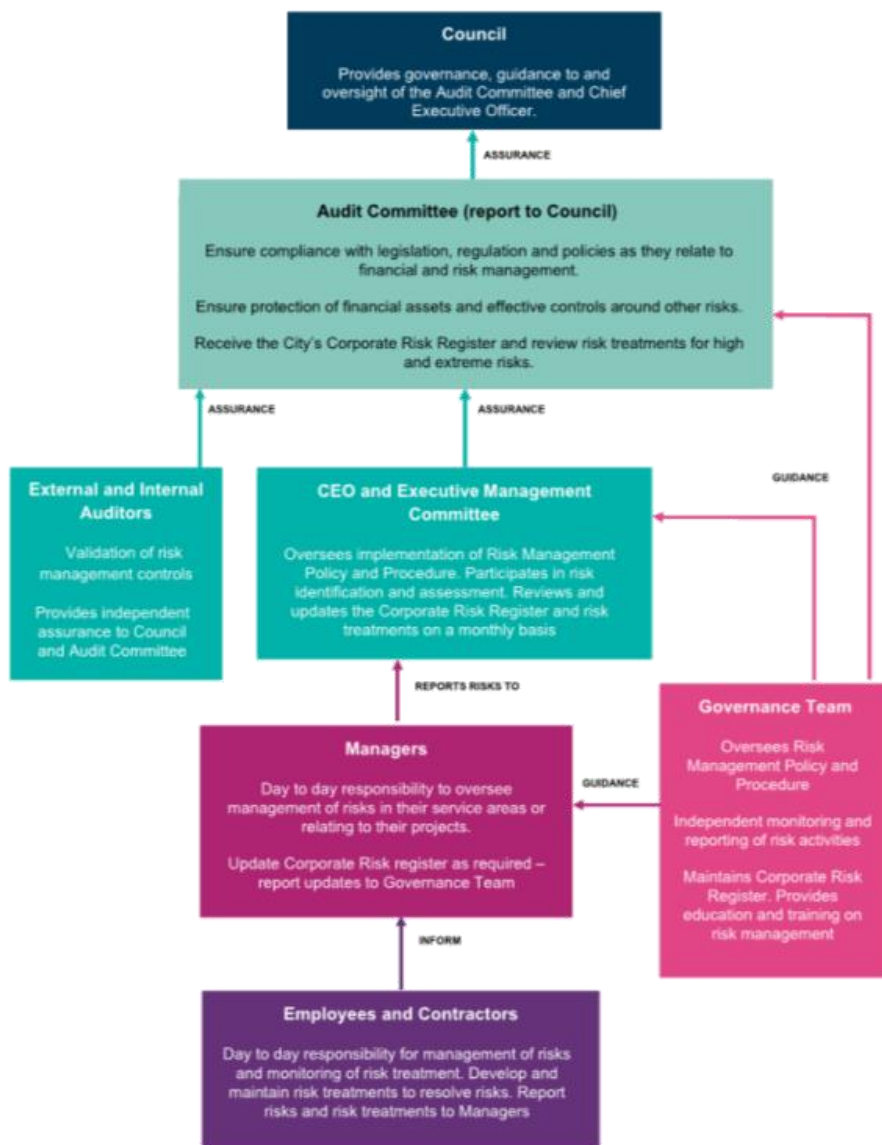 Council
Provides governance, guidance to and
oversight of the Audit Committee and Chief
Executive Officer.
ASSURANCE
Audit Committee (report to Council)
Ensure compliance with legislation, regulation and policies as they relate to
financial and risk management.
Ensure protection of financial assets and effective controls around other risks.
Receive the City's Corporate Risk Register and review risk treatments for high
and extreme risks.
ASSURANCE
ASSURANCE
GUIDANCE
External and Internal
Auditors
Validation of risk
management controls
Provides independent
assurance to Council
and Audit Committee
CEO and Executive Management
Committee
Oversees implementation of Risk Management
Policy and Procedure. Participates in risk
identification and assessment. Reviews and
updates the Corporate Risk Register and risk
treatments on a monthly basis
REPORTS RISKS TO
Managers
Day to day responsibility to oversee
management of risks in their service areas or
relating to their projects.
Update Corporate Risk register as required –
report updates to Governance Team
GUIDANCE
Governance Team
Oversees Risk
Management Policy and
Procedure
Independent monitoring and
reporting of risk activities
Maintains Corporate Risk
Register. Provides
education and training on
risk management
INFORM
Employees and Contractors
Day to day responsibility for management of risks
and monitoring of risk treatment. Develop and
maintain risk treatments to resolve risks. Report
risks and risk treatments to Managers